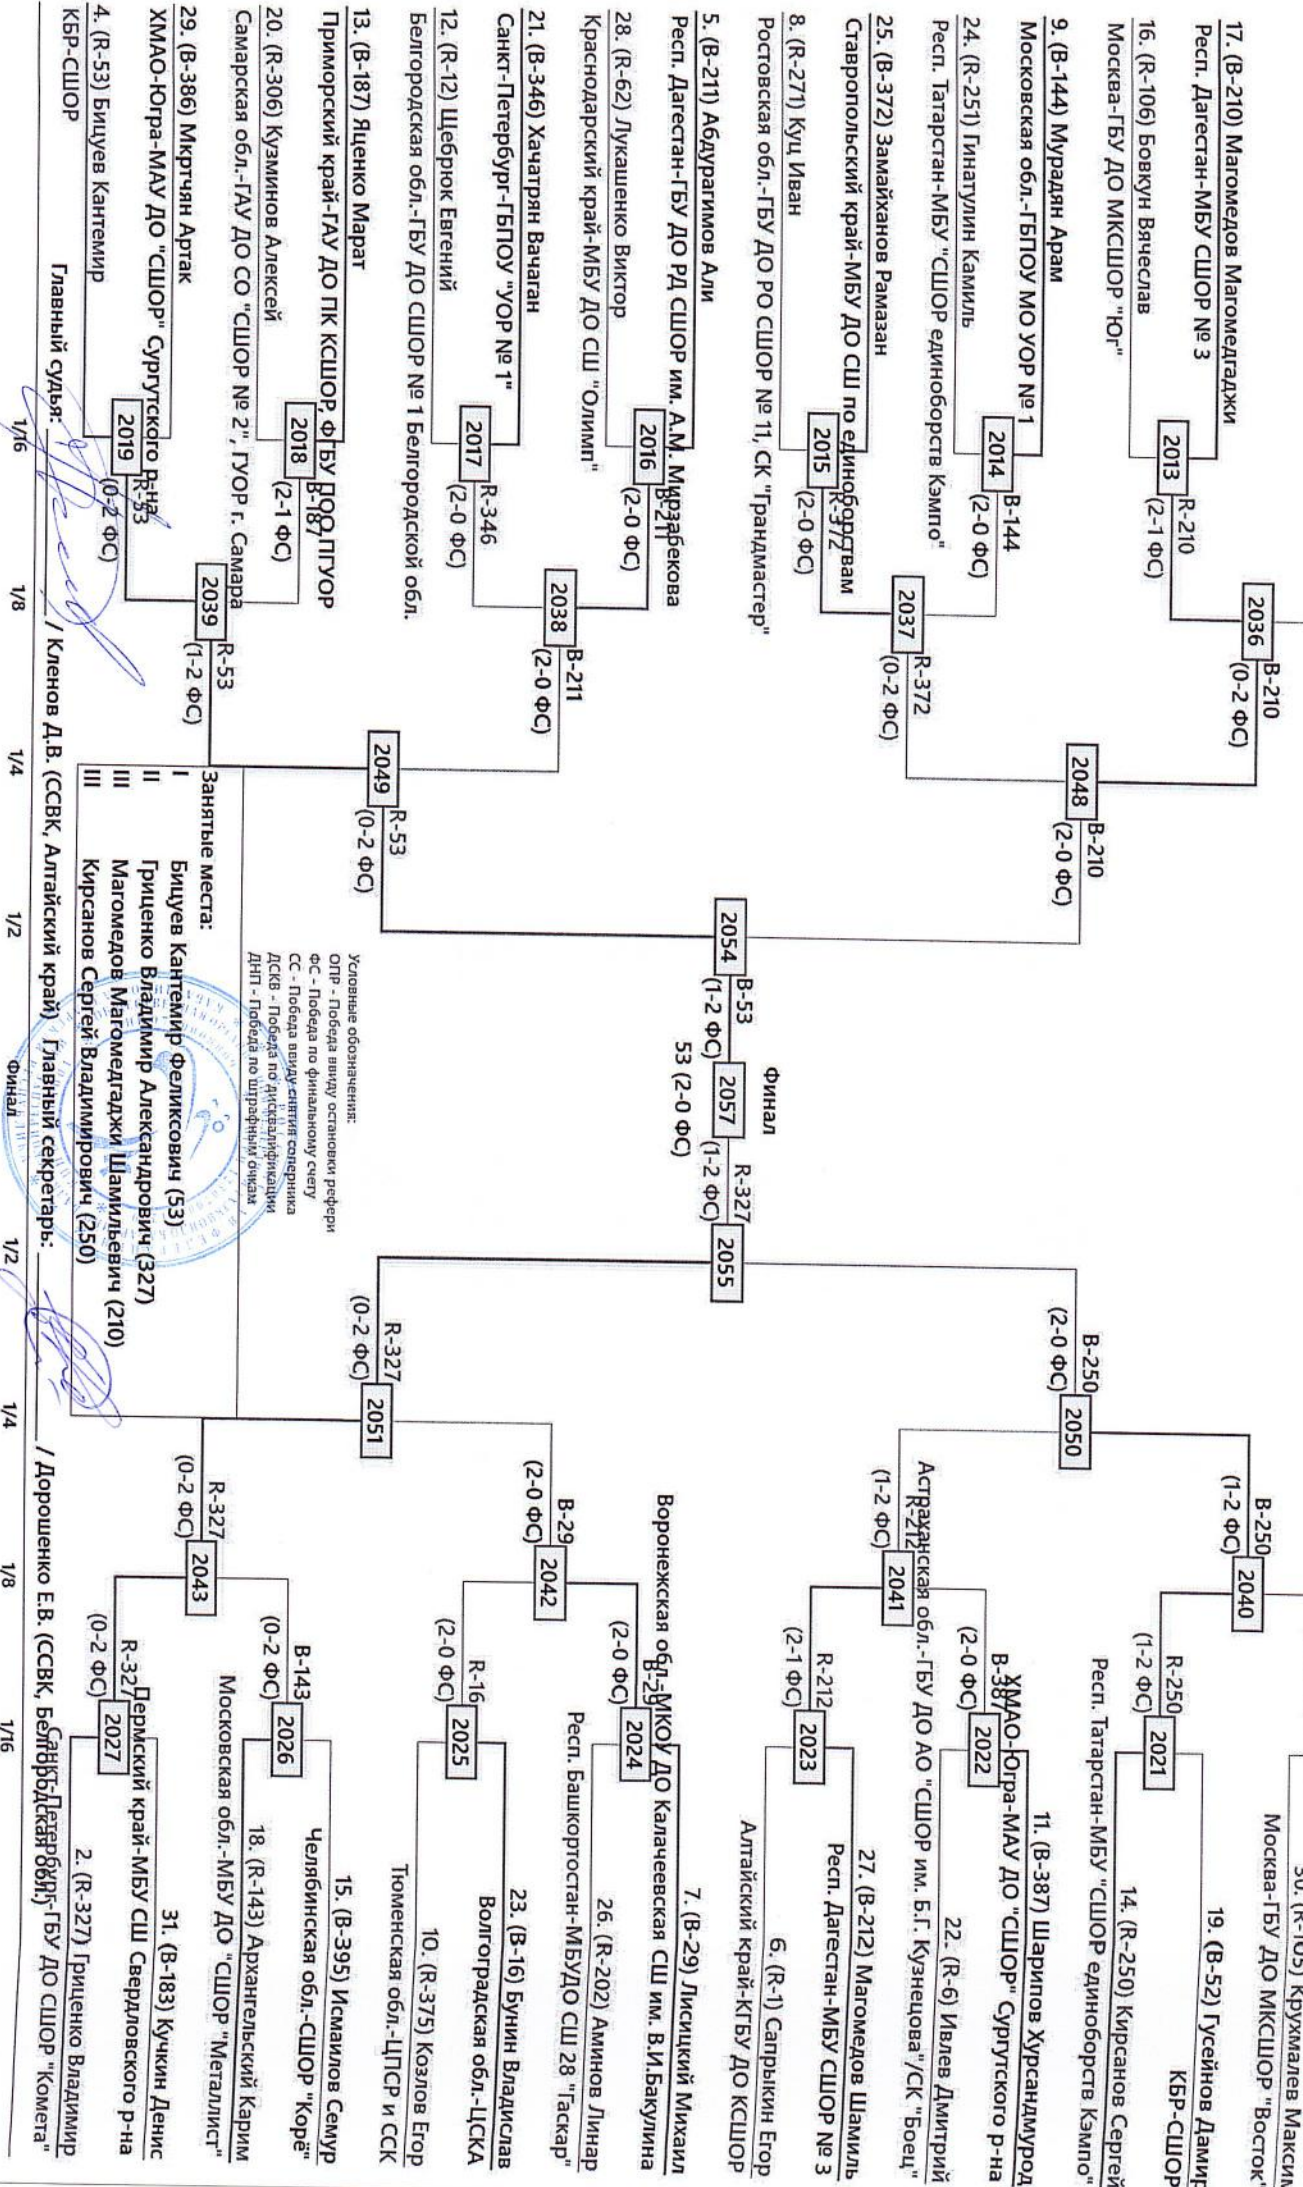 17. (B-210) Магомедов Магомедгаджи
Респ. Дагестан-МБУ СШОР № 3
16. (R-106) Бовкун Вячеслав
Москва-ГБУ ДО МКСШОР "Юг"
9. (B-144) Мурадян Арам
Московская обл.-ГБПОУ МО УОР № 1
24. (R-251) Гинатулин Камиль
Респ. Татарстан-МБУ "СШОР единоборств Кэмпо"
25. (B-372) Замайханов Рамазан
Ставропольский край-МБУ ДО СШ по единоборствам
8. (R-271) Куц Иван
Ростовская обл.-ГБУ ДО РО СШОР № 11, СК "Грандмастер"
5. (B-211) Абдурагимов Али
Респ. Дагестан-ГБУ ДО РД СШОР им. А.М. Мирзабекова
28. (R-62) Лукашенко Виктор
Краснодарский край-МБУ ДО СШ "Олимп"
21. (B-346) Хачатрян Вачаган
Санкт-Петербург-ГБПОУ "УОР № 1"
12. (R-12) Щебрюк Евгений
Белгородская обл.-ГБУ ДО СШОР № 1 Белгородской обл.
13. (B-187) Яценко Марат
Приморский край-ГАУ ДО ПК КСШОР, ФГБУ ПОО ПГУОР
20. (R-306) Кузминов Алексей
Самарская обл.-ГАУ ДО СО "СШОР № 2", ГУОР г. Самара
29. (B-386) Мкртчян Артак
ХМАО-Югра-МАУ ДО "СШОР" Сургутского р-на
4. (R-53) Бицуев Кантемир
КБР-СШОР
2013
R-210
(2-1 ФС)
2014
B-144
(2-0 ФС)
2015
R-372
(2-0 ФС)
2016
B-211
(2-0 ФС)
2017
R-346
(2-0 ФС)
2018
B-187
(2-1 ФС)
2019
R-53
(0-2 ФС)
2036
B-210
(0-2 ФС)
2037
R-372
(0-2 ФС)
2038
B-211
(2-0 ФС)
2039
R-53
(1-2 ФС)
2048
B-210
(2-0 ФС)
2049
R-53
(0-2 ФС)
2054
B-53
(1-2 ФС)
Финал
2057
53 (2-0 ФС)
R-327
(1-2 ФС)
2055
B-250
(2-0 ФС)
2050
R-327
(0-2 ФС)
2051
B-250
(1-2 ФС)
2040
R-212
(1-2 ФС)
2041
B-29
(2-0 ФС)
2042
R-327
(0-2 ФС)
2043
R-250
(1-2 ФС)
2021
B-387
(2-0 ФС)
2022
R-212
(2-1 ФС)
2023
B-29
(2-0 ФС)
2024
R-16
(2-0 ФС)
2025
B-143
(0-2 ФС)
2026
R-327
(0-2 ФС)
2027
30. (R-105) Крухмалев Максим
Москва-ГБУ ДО МКСШОР "Восток"
19. (B-52) Гусейнов Дамир
КБР-СШОР
14. (R-250) Кирсанов Сергей
Респ. Татарстан-МБУ "СШОР единоборств Кэмпо"
11. (B-387) Шарипов Хурсандмурод
ХМАО-Югра-МАУ ДО "СШОР" Сургутского р-на
22. (R-6) Ивлев Дмитрий
Астраханская обл.-ГБУ ДО АО "СШОР им. Б.Г. Кузнецова"/СК "Боец"
27. (B-212) Магомедов Шамиль
Респ. Дагестан-МБУ СШОР № 3
6. (R-1) Сапрыкин Егор
Алтайский край-КГБУ ДО КСШОР
7. (B-29) Лисицкий Михаил
Воронежская обл.-МКОУ ДО Калачеевская СШ им. В.И.Бакулина
26. (R-202) Аминов Линар
Респ. Башкортостан-МБУДО СШ 28 "Гаскар"
23. (B-16) Бунин Владислав
Волгоградская обл.-ЦСКА
10. (R-375) Козлов Егор
Тюменская обл.-ЦПСР и ССК
15. (B-395) Исмаилов Семур
Челябинская обл.-СШОР "Корё"
18. (R-143) Архангельский Карим
Московская обл.-МБУ ДО "СШОР "Металлист"
31. (B-183) Кучкин Денис
Пермский край-МБУ СШ Свердловского р-на
2. (R-327) Гриценко Владимир
Санкт-Петербург-ГБУ ДО СШОР "Комета"
Условные обозначения:
ОПР - Победа ввиду остановки рефери
ФС - Победа по финальному счету
СС - Победа ввиду снятия соперника
ДСКВ - Победа по дисквалификации
ДНП - Победа по штрафным очкам
Занятые места:
I Бицуев Кантемир Феликсович (53)
II Гриценко Владимир Александрович (327)
III Магомедов Магомедгаджи Шамильевич (210)
III Кирсанов Сергей Владимирович (250)
Главный судья: / Кленов Д.В. (ССВК, Алтайский край) Главный секретарь: / Дорошенко Е.В. (ССВК, Белгородская обл.)
1/16 1/8 1/4 1/2 Финал 1/2 1/4 1/8 1/16